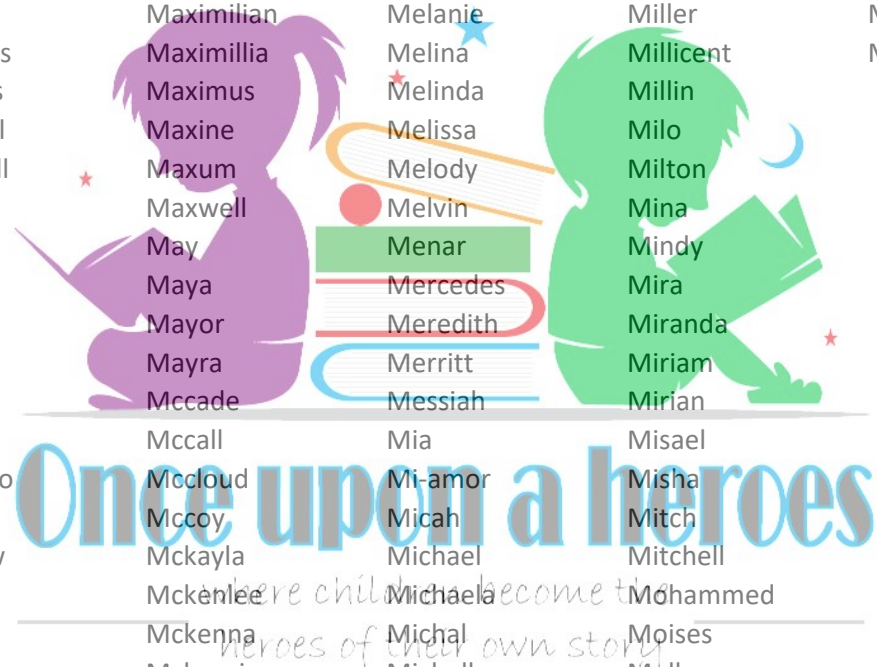 Maximilian
Maximillia
Maximus
Maxine
Maxum
Maxwell
May
Maya
Mayor
Mayra
Mccade
Mccall
Mccloud
Mccoy
Mckayla
Mckenlee
Mckenna
Melanie
Melina
Melinda
Melissa
Melody
Melvin
Menar
Mercedes
Meredith
Merritt
Messiah
Mia
Mi-amor
Micah
Michael
Michaela
Michal
Miller
Millicent
Millin
Milo
Milton
Mina
Mindy
Mira
Miranda
Miriam
Mirian
Misael
Misha
Mitch
Mitchell
Mohammed
Moises
Once upon a heroes
where children become the
heroes of their own story